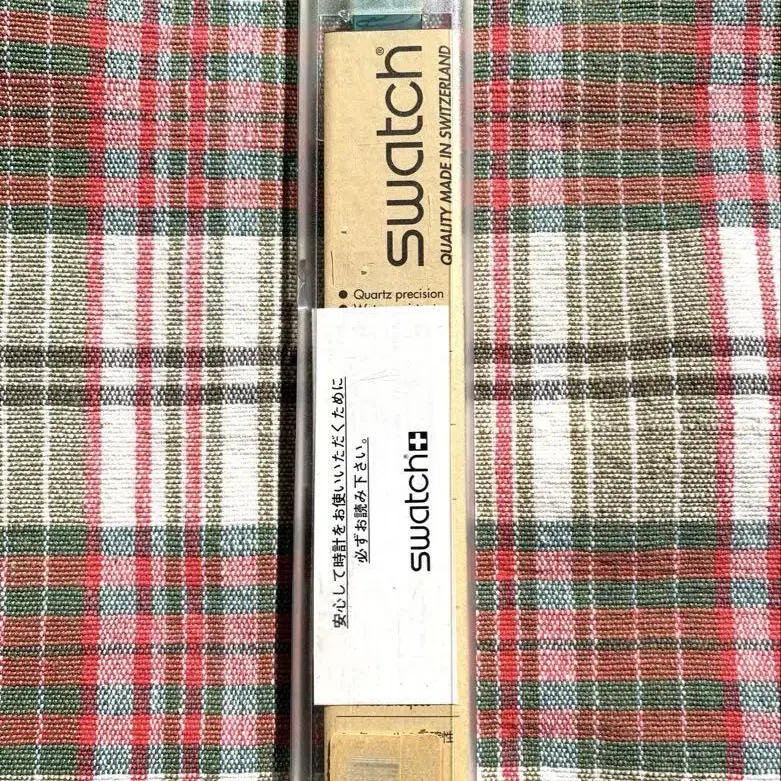 swatch®
QUALITY MADE IN SWITZERLAND
● Quartz precision
安心して時計をお使いいただくために
必ずお読み下さい。
swatch
性